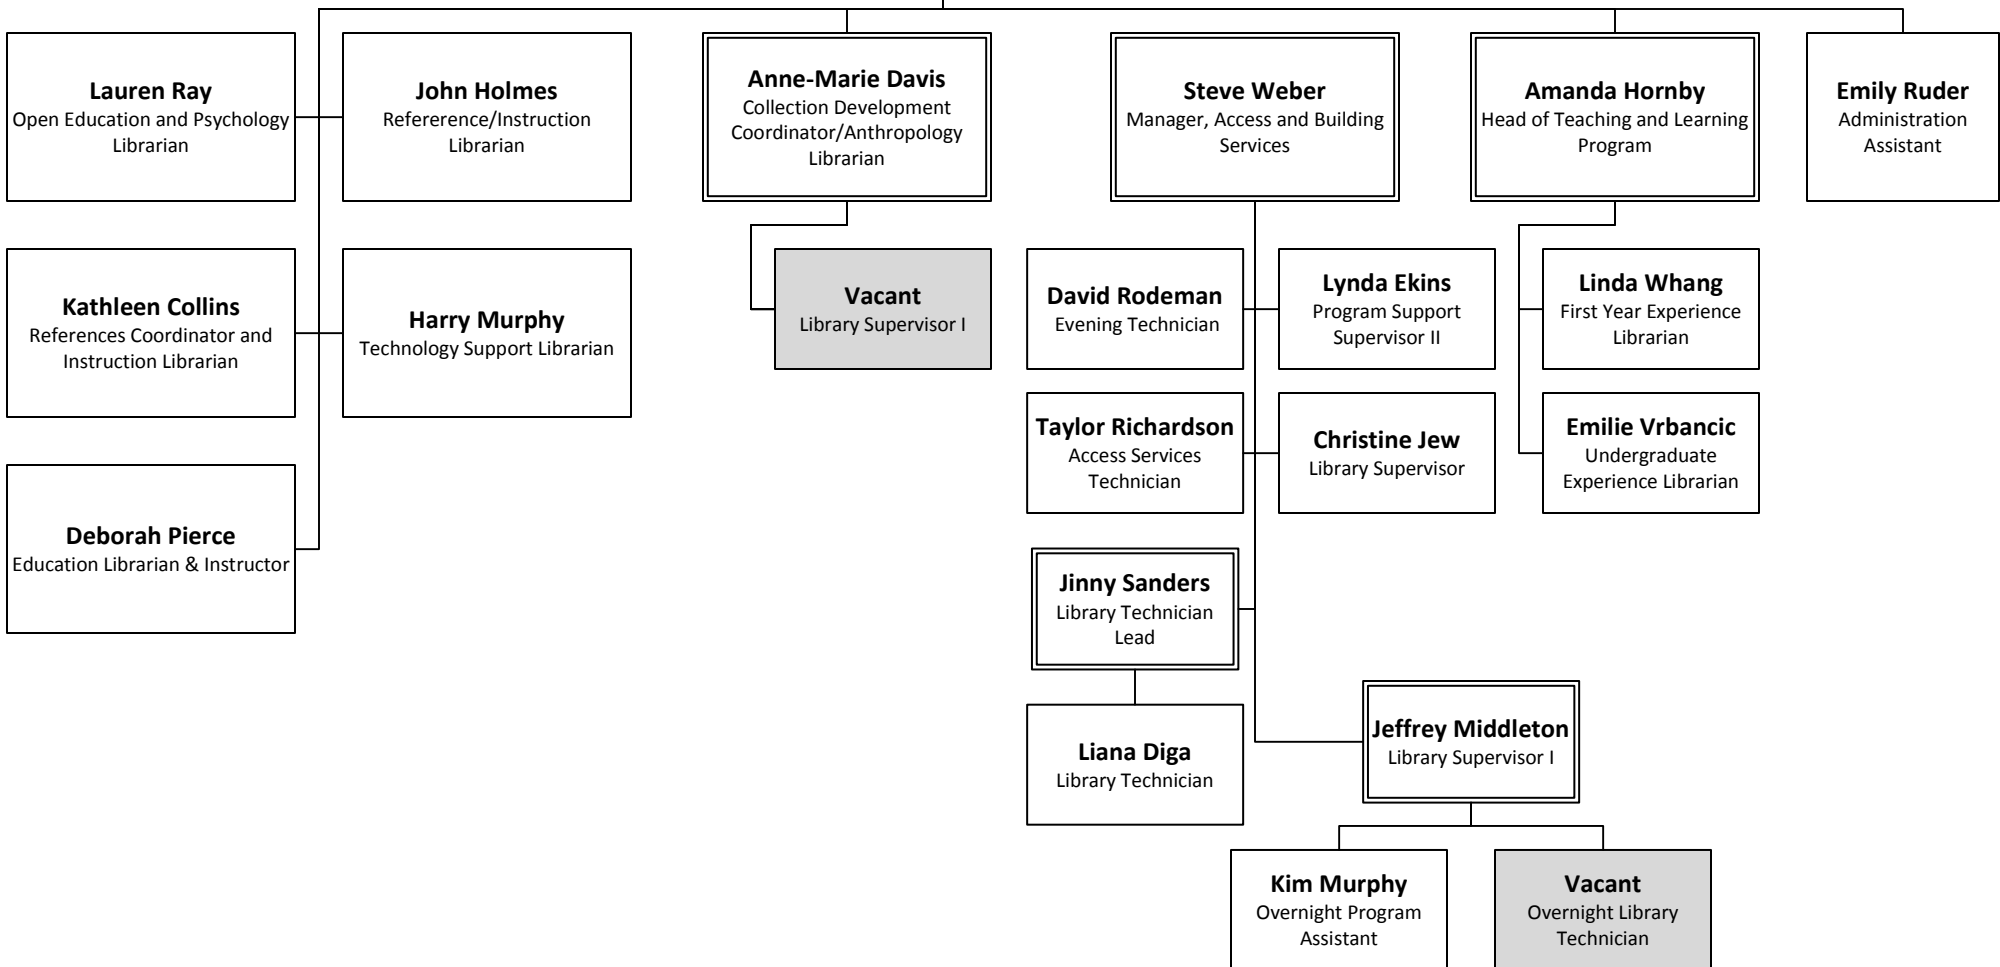 Lauren Ray
Open Education and Psychology
Librarian
John Holmes
Refererence/Instruction
Librarian
Anne-Marie Davis
Collection Development
Coordinator/Anthropology
Librarian
Steve Weber
Manager, Access and Building
Services
Amanda Hornby
Head of Teaching and Learning
Program
Emily Ruder
Administration
Assistant
Kathleen Collins
References Coordinator and
Instruction Librarian
Harry Murphy
Technology Support Librarian
Vacant
Library Supervisor I
David Rodeman
Evening Technician
Lynda Ekins
Program Support
Supervisor II
Linda Whang
First Year Experience
Librarian
Taylor Richardson
Access Services
Technician
Christine Jew
Library Supervisor
Emilie Vrbancic
Undergraduate
Experience Librarian
Deborah Pierce
Education Librarian & Instructor
Jinny Sanders
Library Technician
Lead
Liana Diga
Library Technician
Jeffrey Middleton
Library Supervisor I
Kim Murphy
Overnight Program
Assistant
Vacant
Overnight Library
Technician